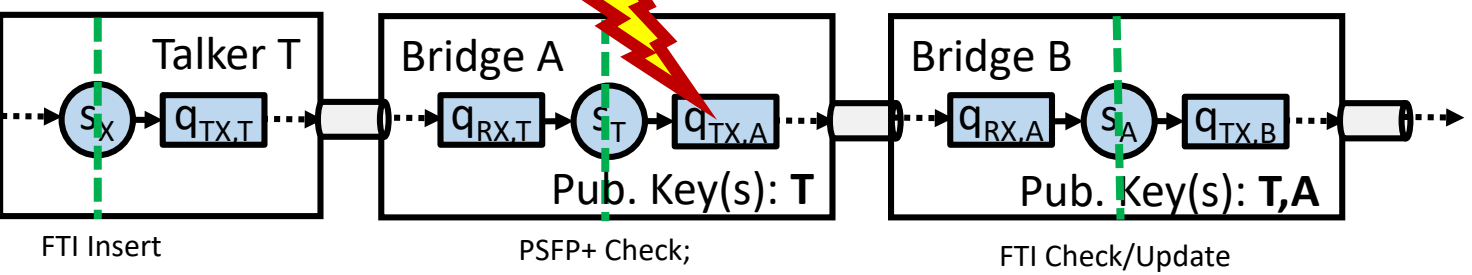 Talker T
s_X
q_TX,T
FTI Insert
Bridge A
q_RX,T
s_T
q_TX,A
Pub. Key(s): T
PSFP+ Check;
Bridge B
q_RX,A
s_A
q_TX,B
Pub. Key(s): T,A
FTI Check/Update